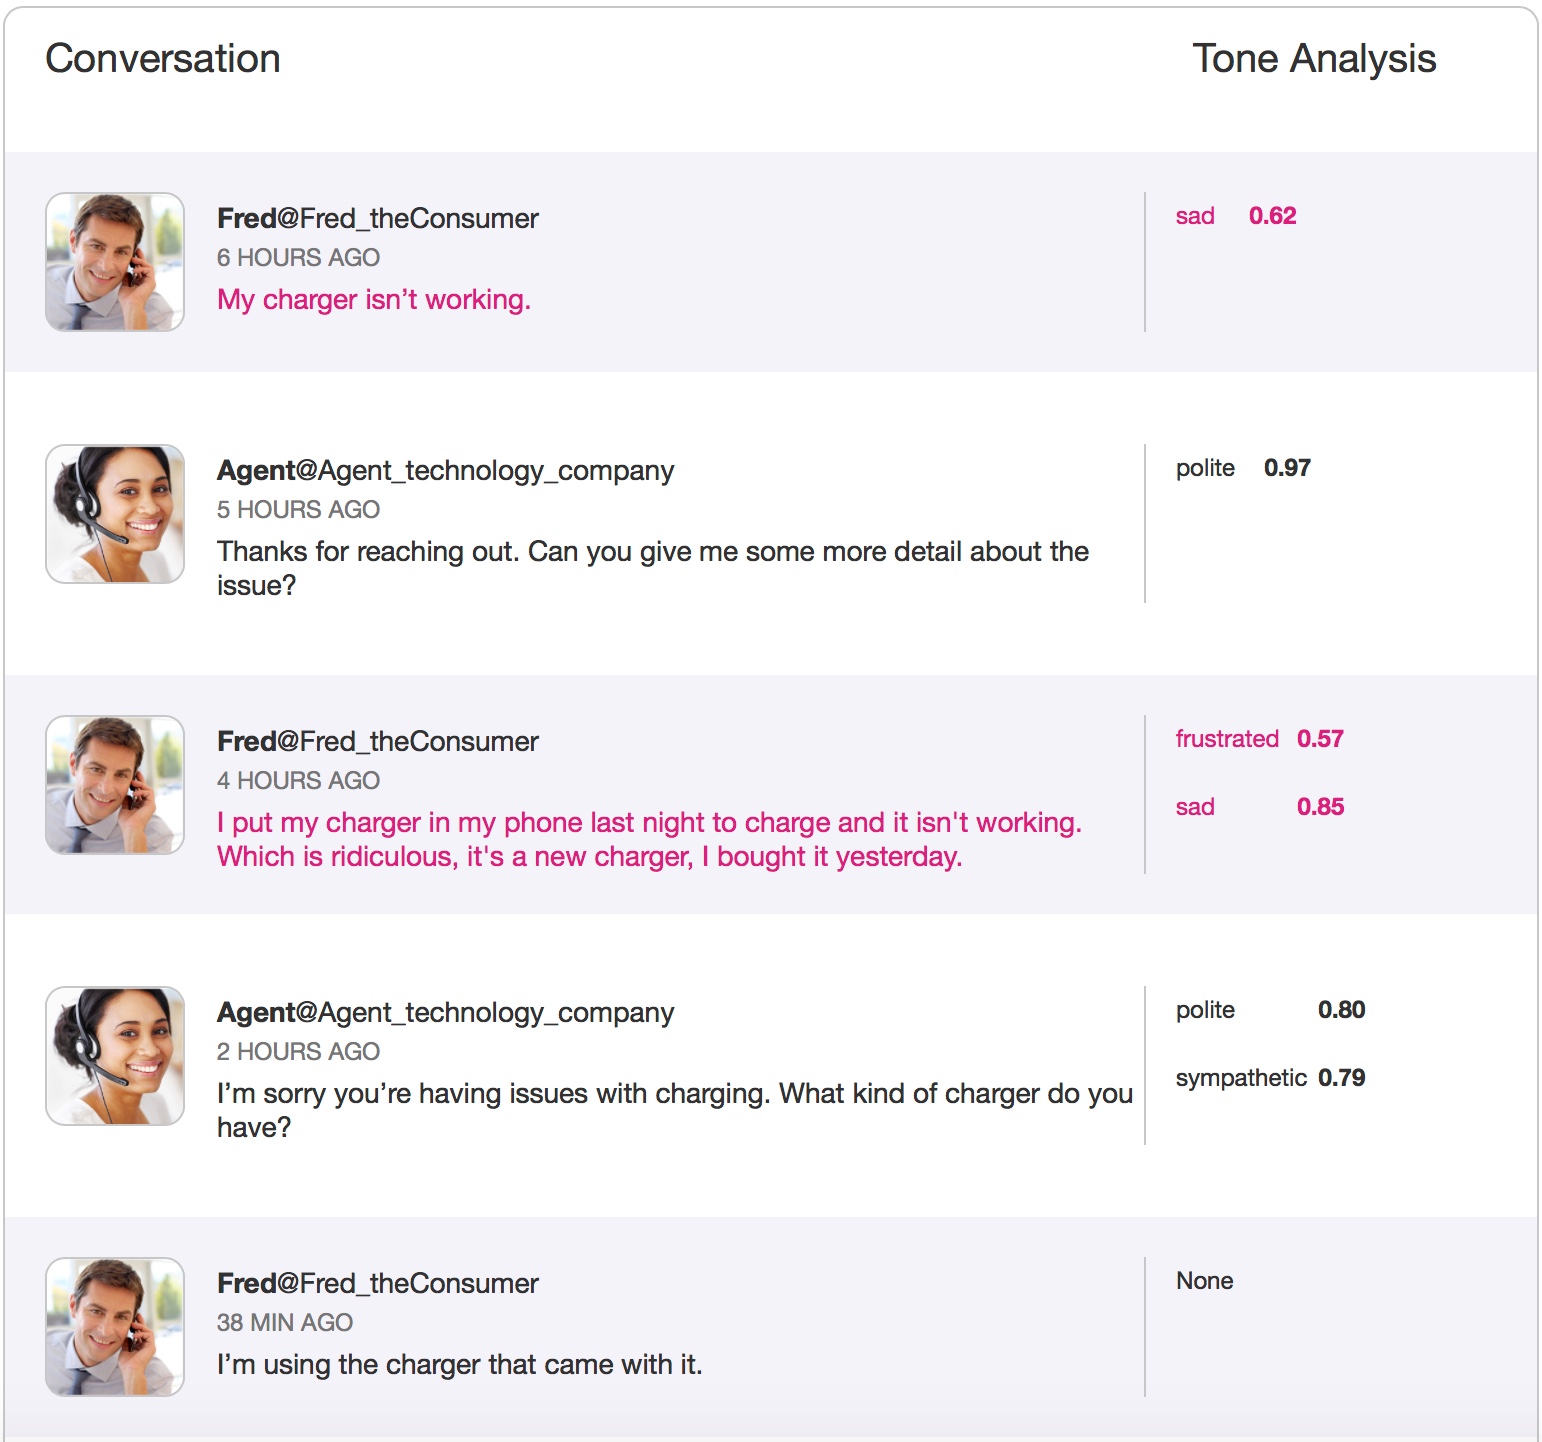 Conversation
Tone Analysis
Fred@Fred_theConsumer
6 HOURS AGO
My charger isn’t working.
sad 0.62
Agent@Agent_technology_company
5 HOURS AGO
Thanks for reaching out. Can you give me some more detail about the
issue?
polite 0.97
Fred@Fred_theConsumer
4 HOURS AGO
I put my charger in my phone last night to charge and it isn't working.
Which is ridiculous, it's a new charger, I bought it yesterday.
frustrated 0.57
sad 0.85
Agent@Agent_technology_company
2 HOURS AGO
I’m sorry you’re having issues with charging. What kind of charger do you
have?
polite 0.80
sympathetic 0.79
Fred@Fred_theConsumer
38 MIN AGO
I’m using the charger that came with it.
None